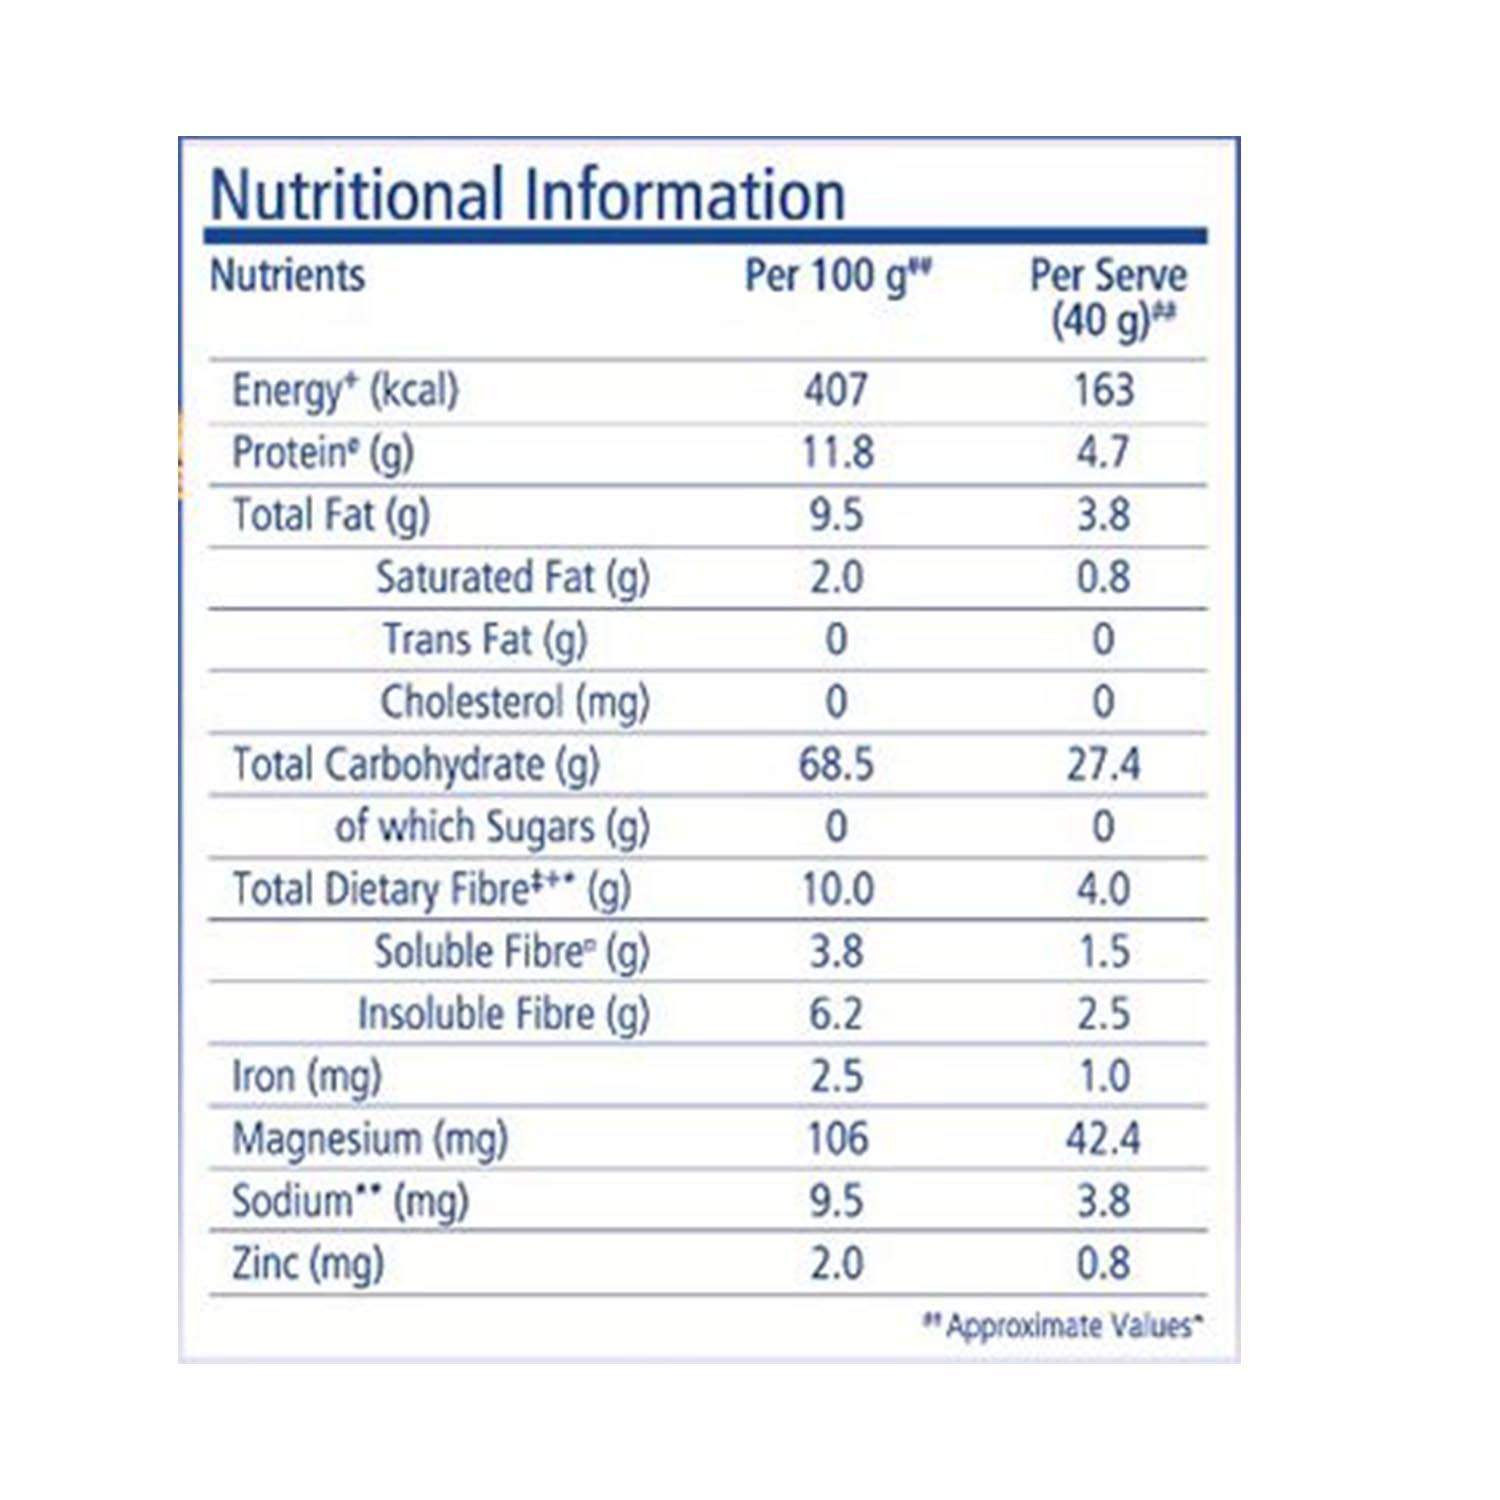 Nutritional Information
Nutrients Per 100 g## Per Serve
(40 g)##
Energy+ (kcal) 407 163
Protein (g) 11.8 4.7
Total Fat (g) 9.5 3.8
Saturated Fat (g) 2.0 0.8
Trans Fat (g) 0 0
Cholesterol (mg) 0 0
Total Carbohydrate (g) 68.5 27.4
of which Sugars (g) 0 0
Total Dietary Fibre‡+* (g) 10.0 4.0
Soluble Fibre¤ (g) 3.8 1.5
Insoluble Fibre (g) 6.2 2.5
Iron (mg) 2.5 1.0
Magnesium (mg) 106 42.4
Sodium** (mg) 9.5 3.8
Zinc (mg) 2.0 0.8
##Approximate Values^